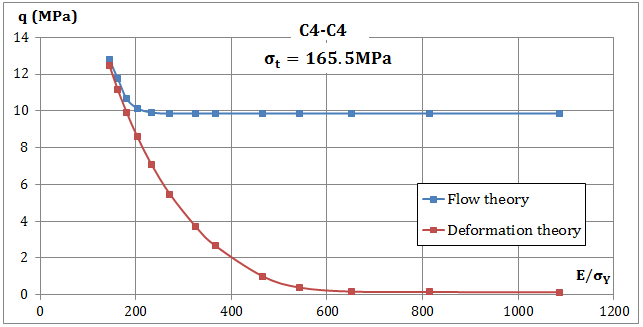 q (MPa)
C4-C4
σt = 165.5MPa
14
12
10
8
6
4
2
0
Flow theory
Deformation theory
E/σY
0 200 400 600 800 1000 1200